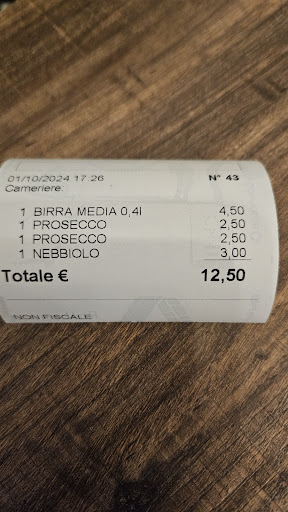 01/10/2024 17:26 N° 43
Cameriere:
1 BIRRA MEDIA 0,4l 4,50
1 PROSECCO 2,50
1 PROSECCO 2,50
1 NEBBIOLO 3,00
Totale € 12,50
NON FISCALE